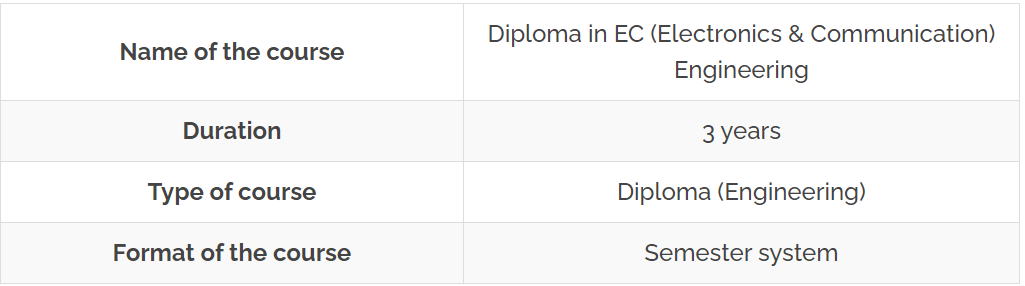 Name of the course
Diploma in EC (Electronics & Communication)
Engineering
Duration
3 years
Type of course
Diploma (Engineering)
Format of the course
Semester system